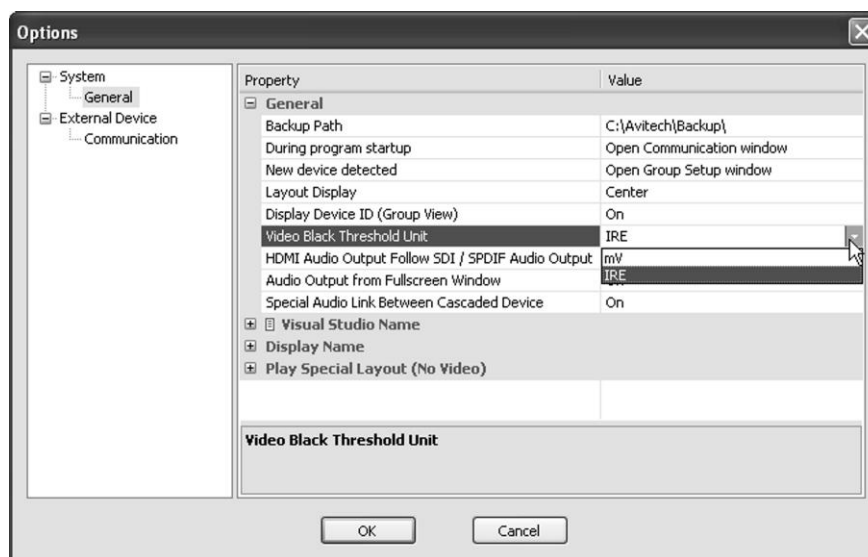 Options
System
General
External Device
Communication
Property Value
General
Backup Path C:\Avitech\Backup\
During program startup Open Communication window
New device detected Open Group Setup window
Layout Display Center
Display Device ID (Group View) On
Video Black Threshold Unit IRE
HDMI Audio Output Follow SDI / SPDIF Audio Output mV
IRE
Audio Output from Fullscreen Window
Special Audio Link Between Cascaded Device On
Visual Studio Name
Display Name
Play Special Layout (No Video)
Video Black Threshold Unit
OK Cancel